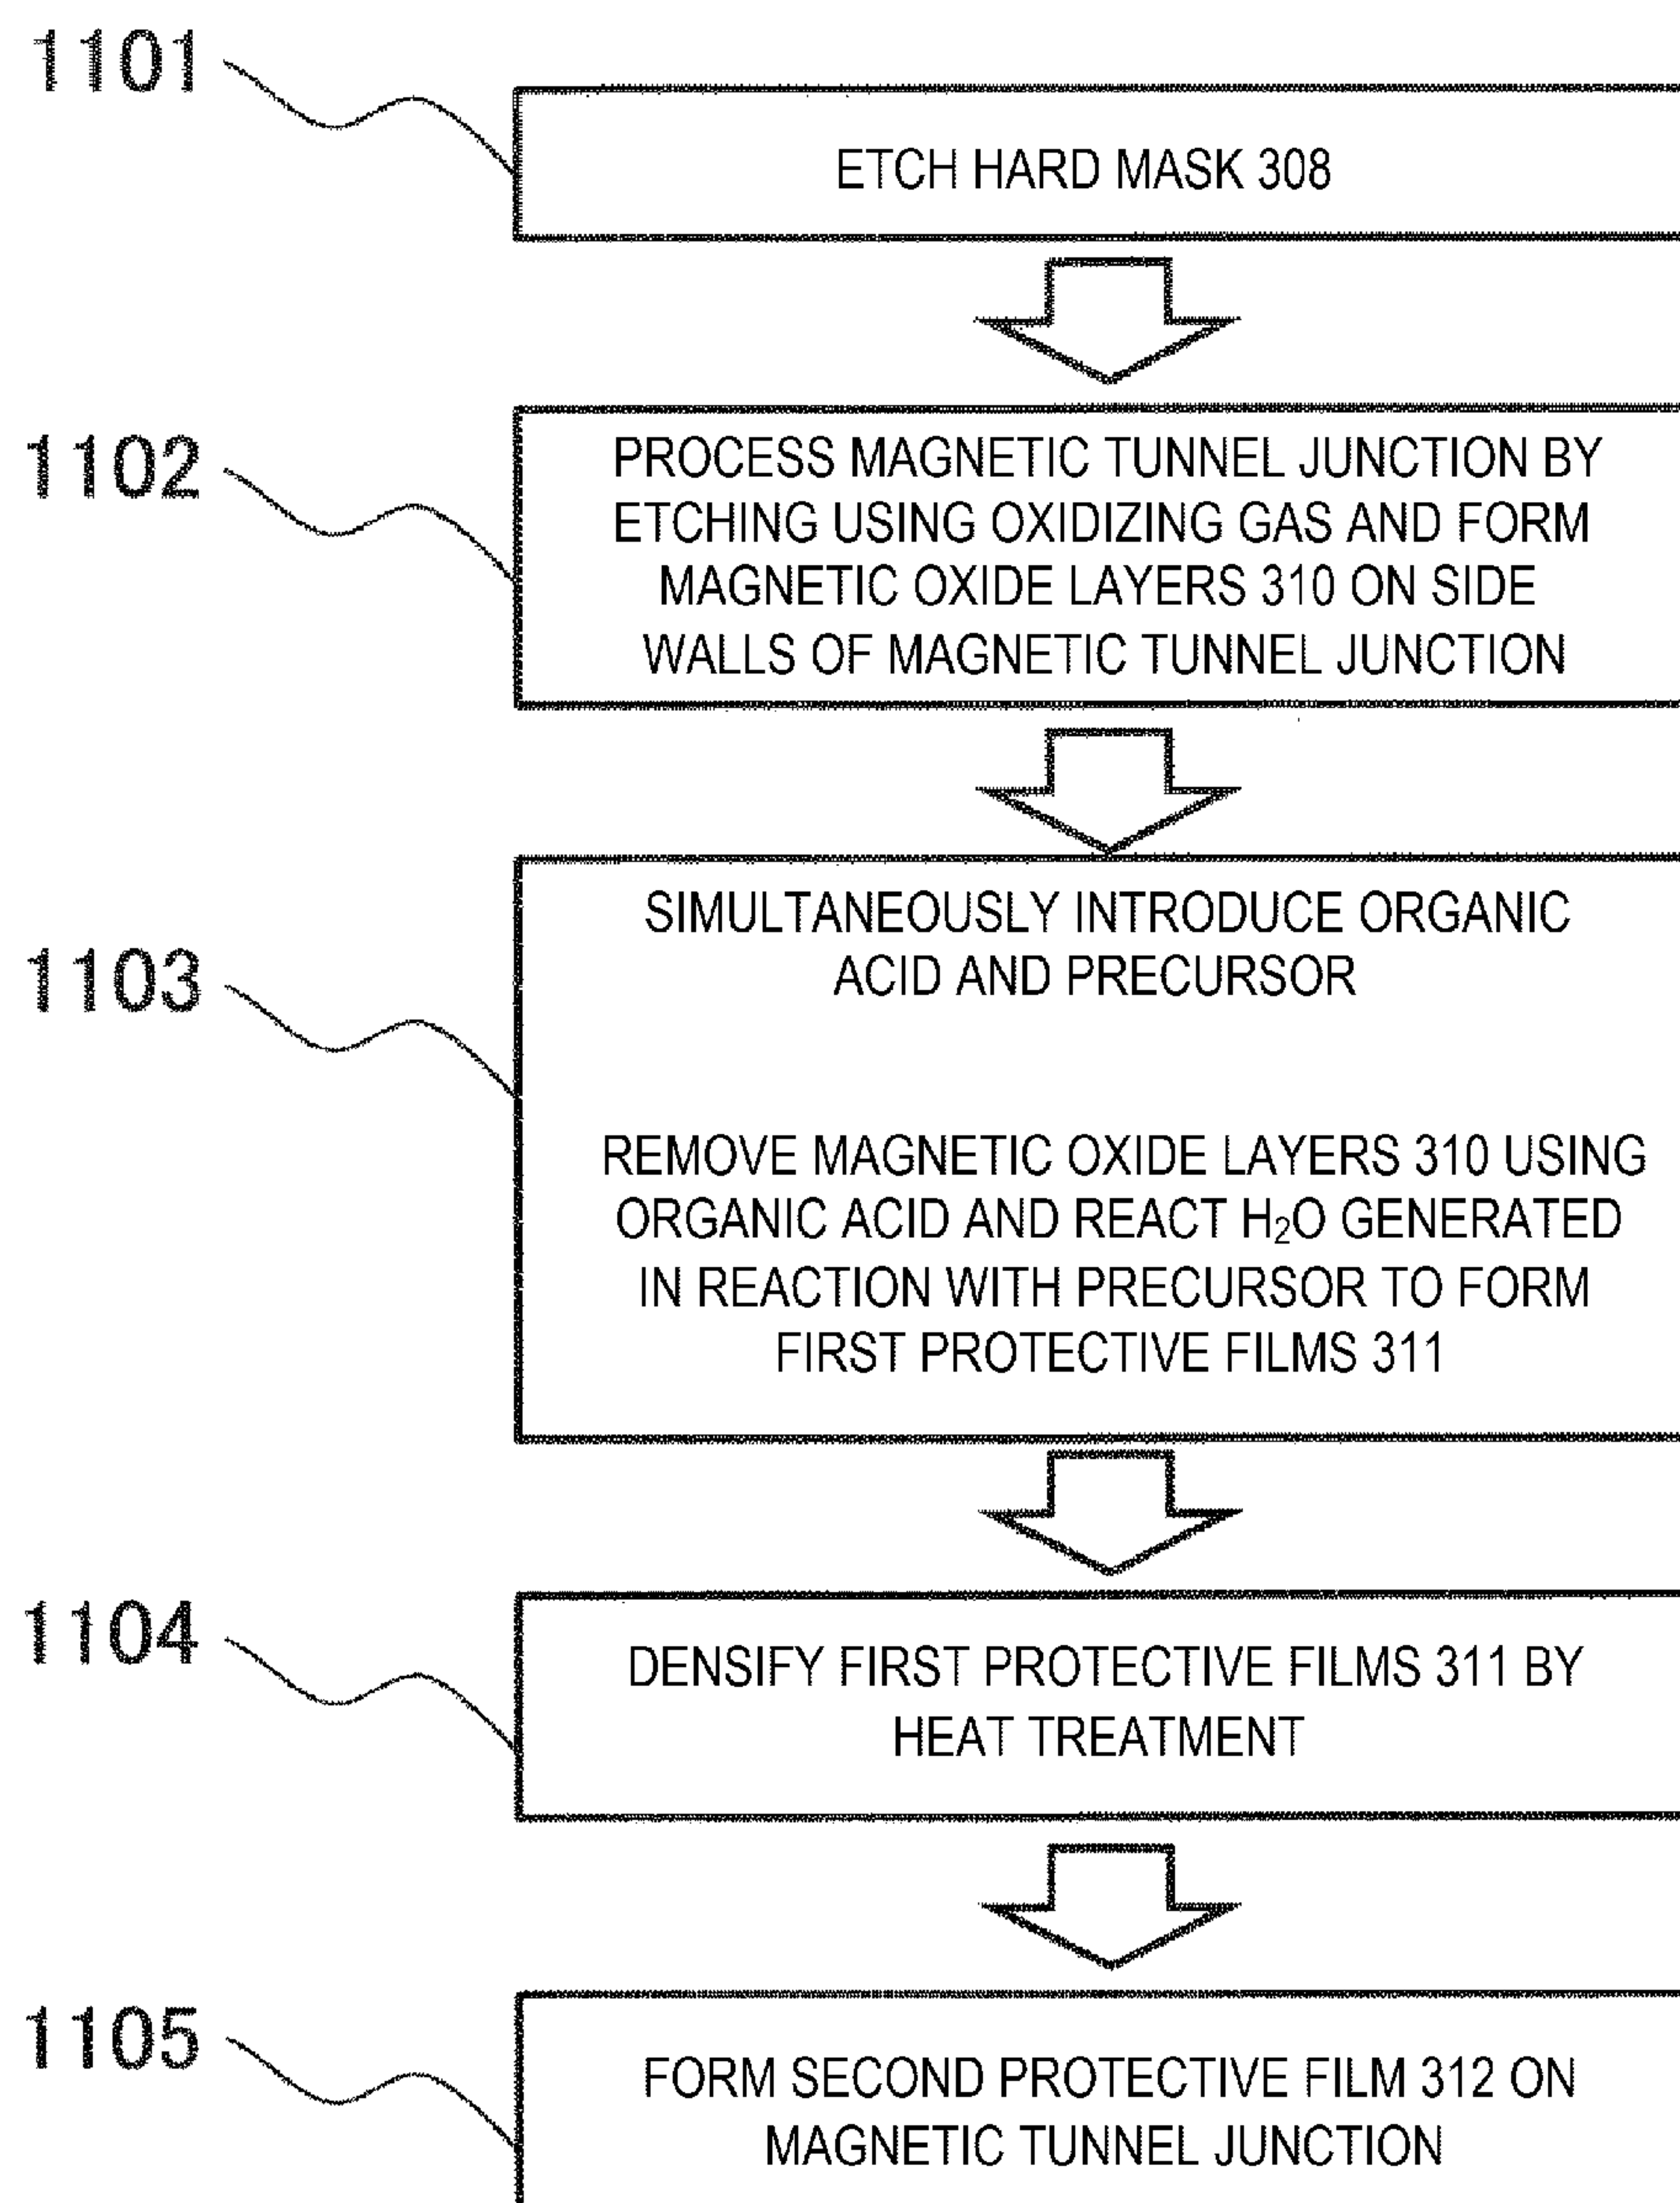 1101
ETCH HARD MASK 308
1102
PROCESS MAGNETIC TUNNEL JUNCTION BY
ETCHING USING OXIDIZING GAS AND FORM
MAGNETIC OXIDE LAYERS 310 ON SIDE
WALLS OF MAGNETIC TUNNEL JUNCTION
1103
SIMULTANEOUSLY INTRODUCE ORGANIC
ACID AND PRECURSOR
REMOVE MAGNETIC OXIDE LAYERS 310 USING
ORGANIC ACID AND REACT H₂O GENERATED
IN REACTION WITH PRECURSOR TO FORM
FIRST PROTECTIVE FILMS 311
1104
DENSIFY FIRST PROTECTIVE FILMS 311 BY
HEAT TREATMENT
1105
FORM SECOND PROTECTIVE FILM 312 ON
MAGNETIC TUNNEL JUNCTION